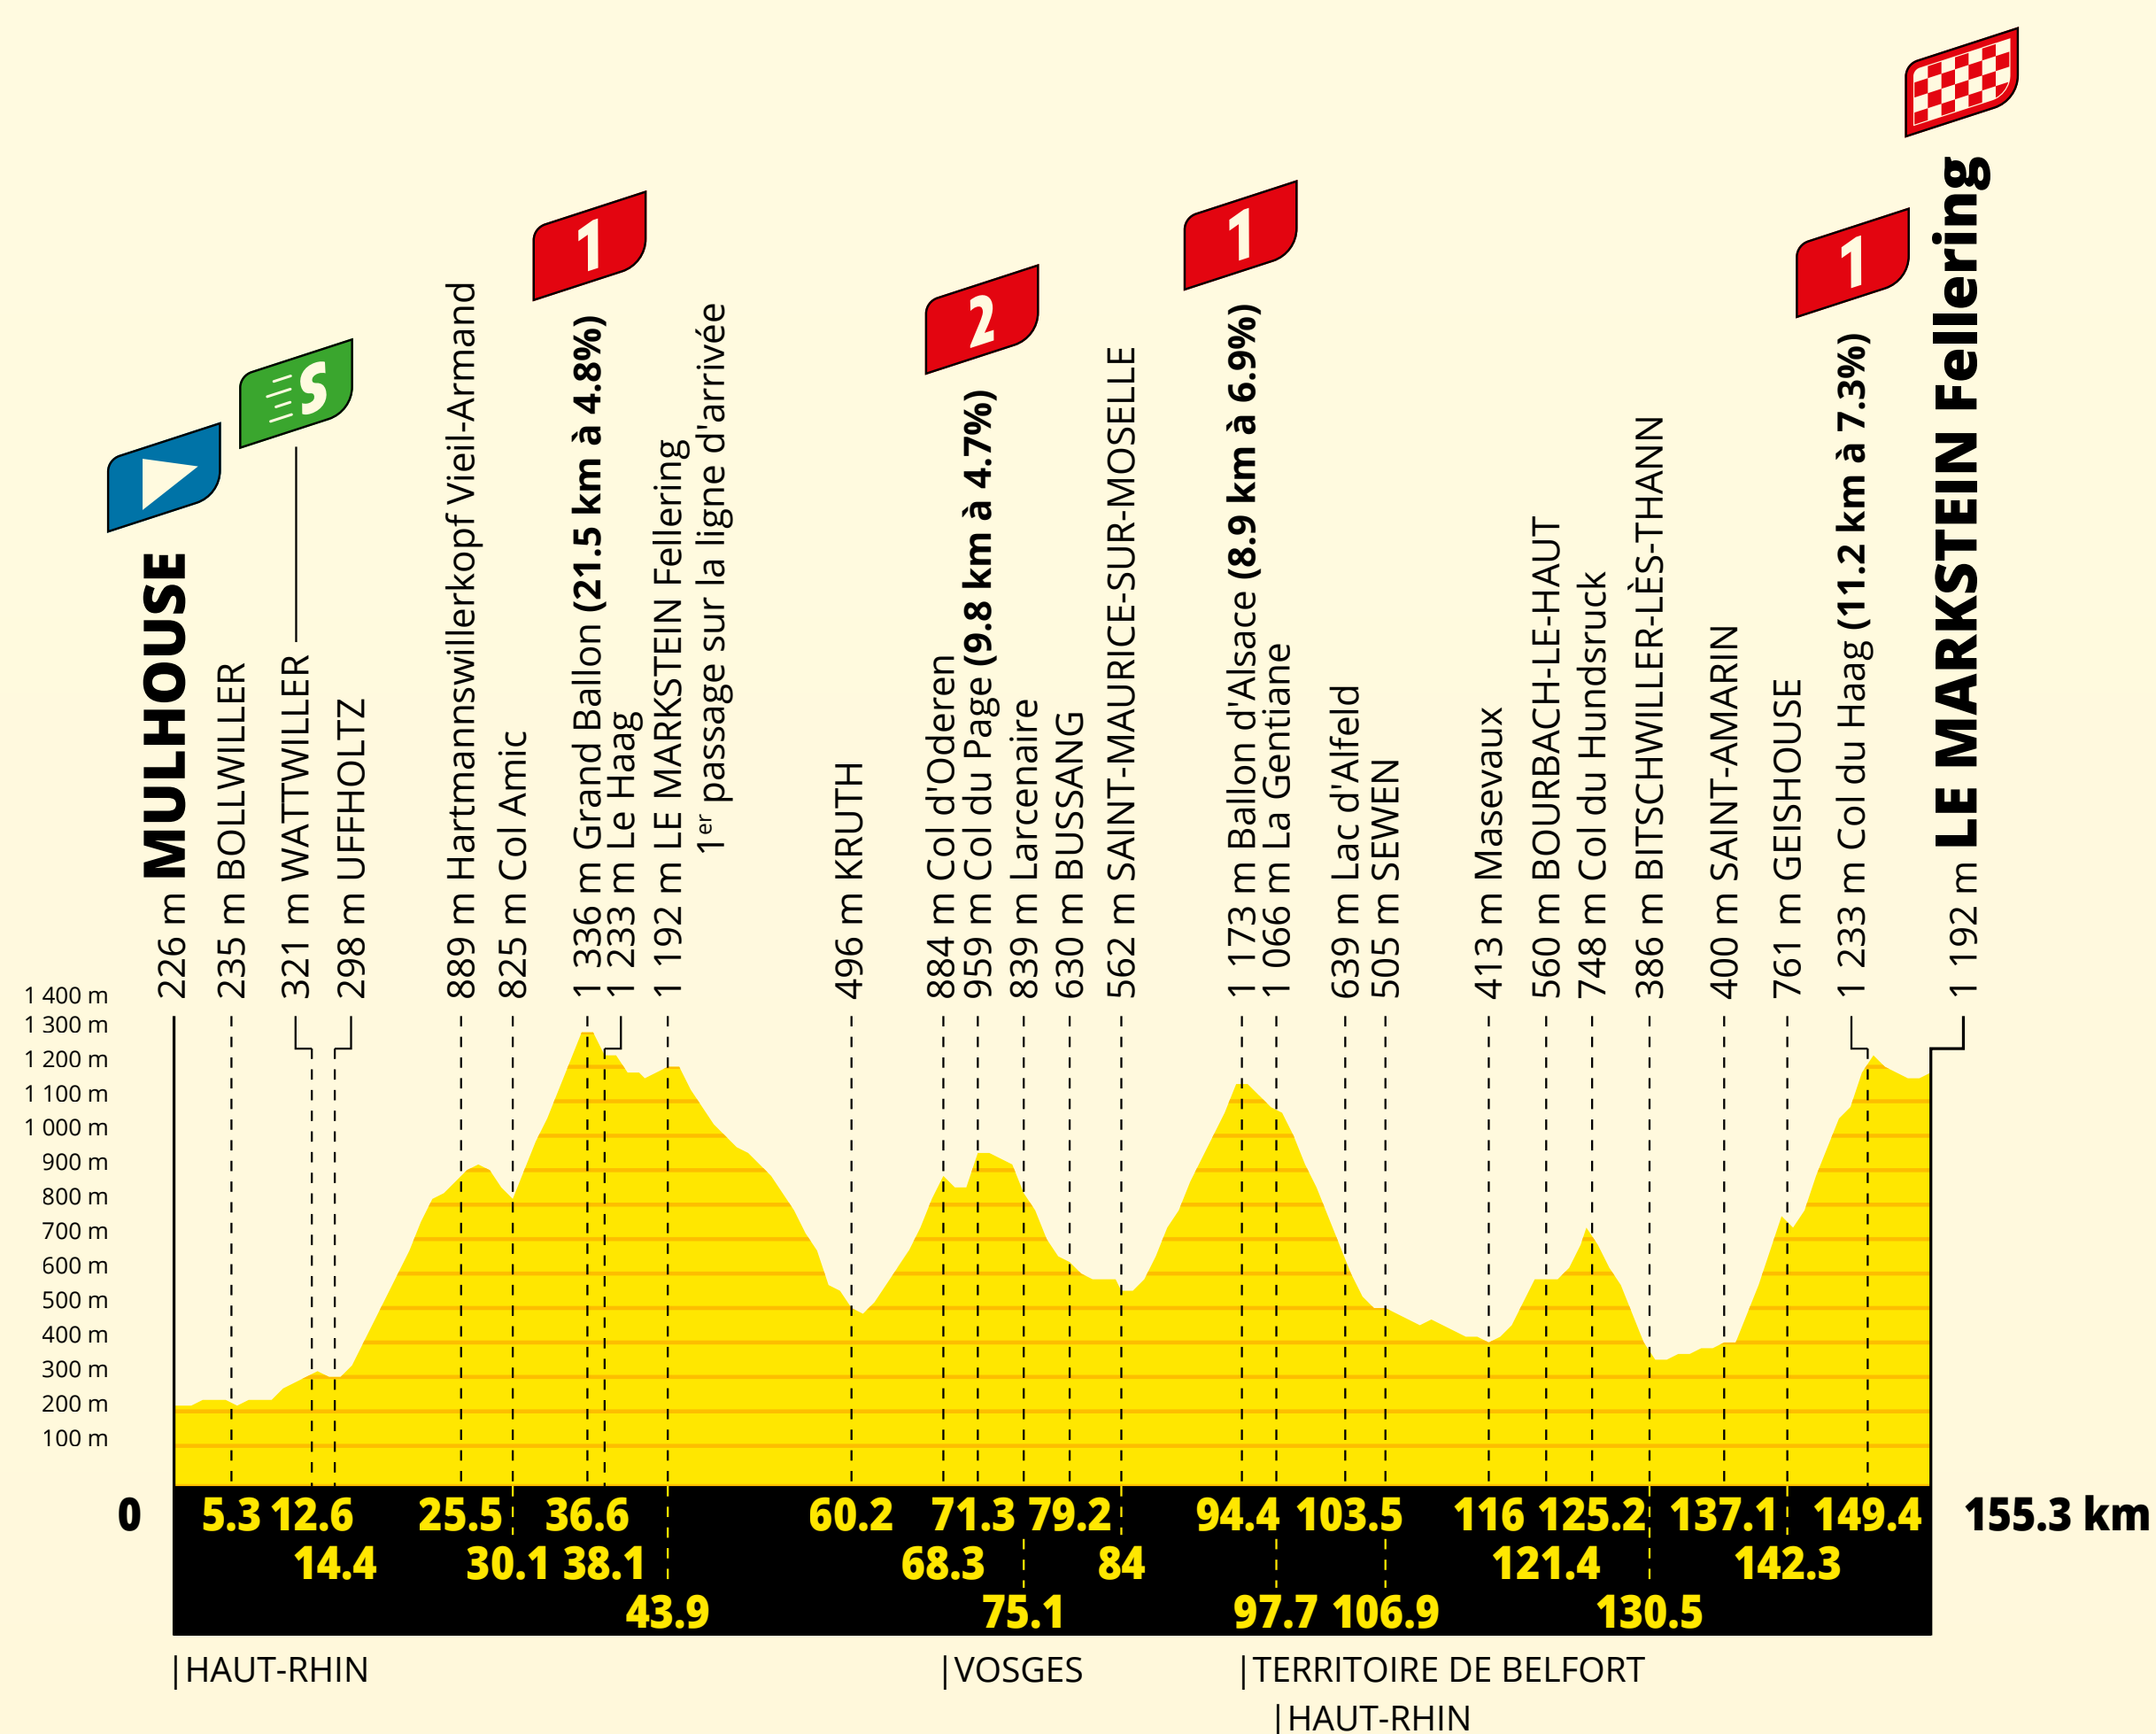 1
1
S
2
1
226 m MULHOUSE
235 m BOLLWILLER
321 m WATTWILLER
298 m UFFHOLTZ
889 m Hartmannswillerkopf Vieil-Armand
825 m Col Amic
1 336 m Grand Ballon (21.5 km à 4.8%)
1 233 m Le Haag
1 192 m LE MARKSTEIN Fellering
1er passage sur la ligne d'arrivée
496 m KRUTH
884 m Col d'Oderen
959 m Col du Page (9.8 km à 4.7%)
839 m Larcenaire
630 m BUSSANG
562 m SAINT-MAURICE-SUR-MOSELLE
1 173 m Ballon d'Alsace (8.9 km à 6.9%)
1 066 m La Gentiane
639 m Lac d'Alfeld
505 m SEWEN
413 m Masevaux
560 m BOURBACH-LE-HAUT
748 m Col du Hundsruck
386 m BITSCHWILLER-LÈS-THANN
400 m SAINT-AMARIN
761 m GEISHOUSE
1 233 m Col du Haag (11.2 km à 7.3%)
1 192 m LE MARKSTEIN Fellering
1 400 m
1 300 m
1 200 m
1 100 m
1 000 m
900 m
800 m
700 m
600 m
500 m
400 m
300 m
200 m
100 m
0 5.3 12.6 25.5 36.6 60.2 71.3 79.2 94.4 103.5 116 125.2 137.1 149.4 155.3 km
14.4 30.1 38.1 68.3 84 121.4 142.3
43.9 75.1 97.7 106.9 130.5
|HAUT-RHIN |VOSGES |TERRITOIRE DE BELFORT
|HAUT-RHIN